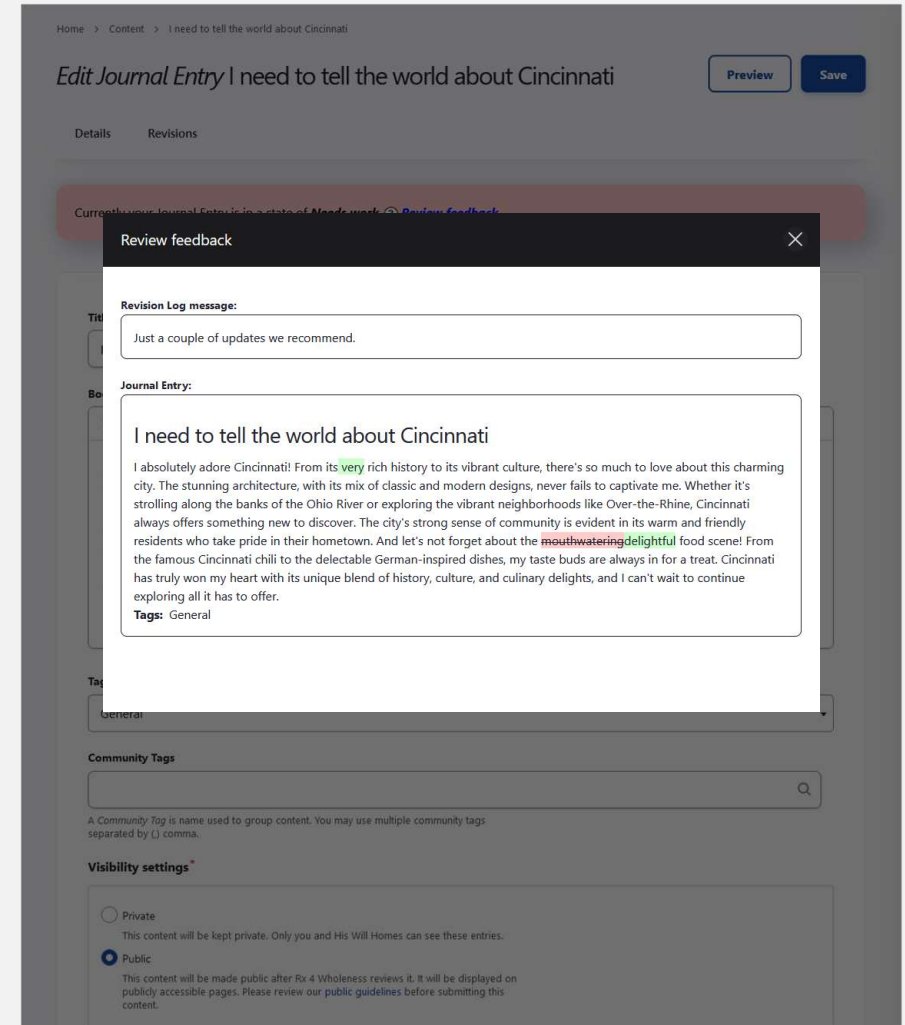 Home > Content > I need to tell the world about Cincinnati
Edit Journal Entry I need to tell the world about Cincinnati
Preview
Save
Details
Revisions
Currently your Journal Entry is in a state of Needs work Review feedback
Review feedback
Revision Log message:
Just a couple of updates we recommend.
Journal Entry:
I need to tell the world about Cincinnati
I absolutely adore Cincinnati! From its very rich history to its vibrant culture, there's so much to love about this charming
city. The stunning architecture, with its mix of classic and modern designs, never fails to captivate me. Whether it's
strolling along the banks of the Ohio River or exploring the vibrant neighborhoods like Over-the-Rhine, Cincinnati
always offers something new to discover. The city's strong sense of community is evident in its warm and friendly
residents who take pride in their hometown. And let's not forget about the mouthwateringdelightful food scene! From
the famous Cincinnati chili to the delectable German-inspired dishes, my taste buds are always in for a treat. Cincinnati
has truly won my heart with its unique blend of history, culture, and culinary delights, and I can't wait to continue
exploring all it has to offer.
Tags: General
General
Community Tags
A Community Tag is name used to group content. You may use multiple community tags
separated by (,) comma.
Visibility settings*
Private
This content will be kept private. Only you and His Will Homes can see these entries.
Public
This content will be made public after Rx 4 Wholeness reviews it. It will be displayed on
publicly accessible pages. Please review our public guidelines before submitting this
content.